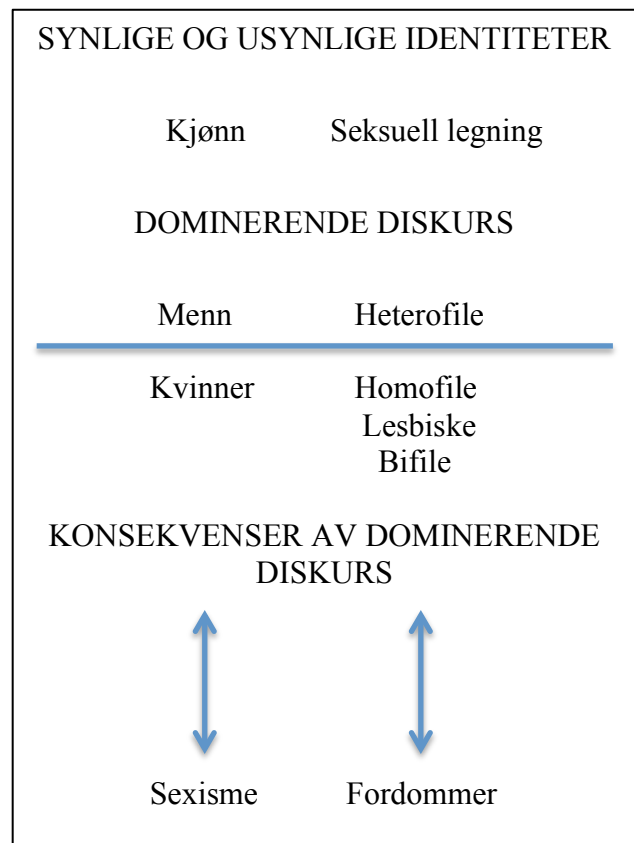 SYNLIGE OG USYNLIGE IDENTITETER
Kjønn Seksuell legning
DOMINERENDE DISKURS
Menn Heterofile
Kvinner Homofile
Lesbiske
Bifile
KONSEKVENSER AV DOMINERENDE
DISKURS
Sexisme Fordommer